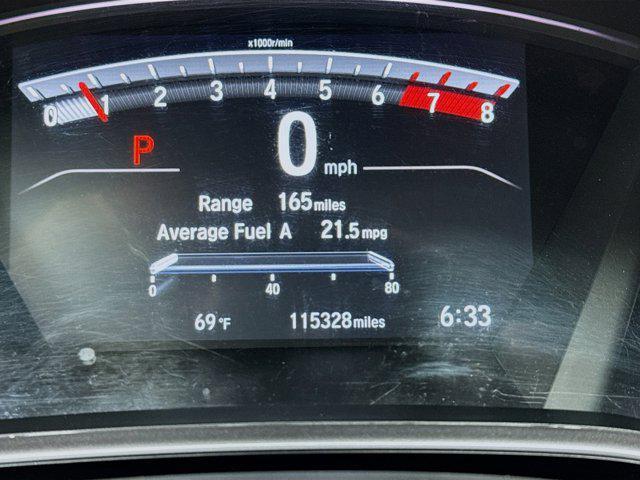 x1000r/min
0 1 2 3 4 5 6 7 8
P
0 mph
Range 165 miles
Average Fuel A 21.5 mpg
0 40 80
69 °F 115328 miles 6:33